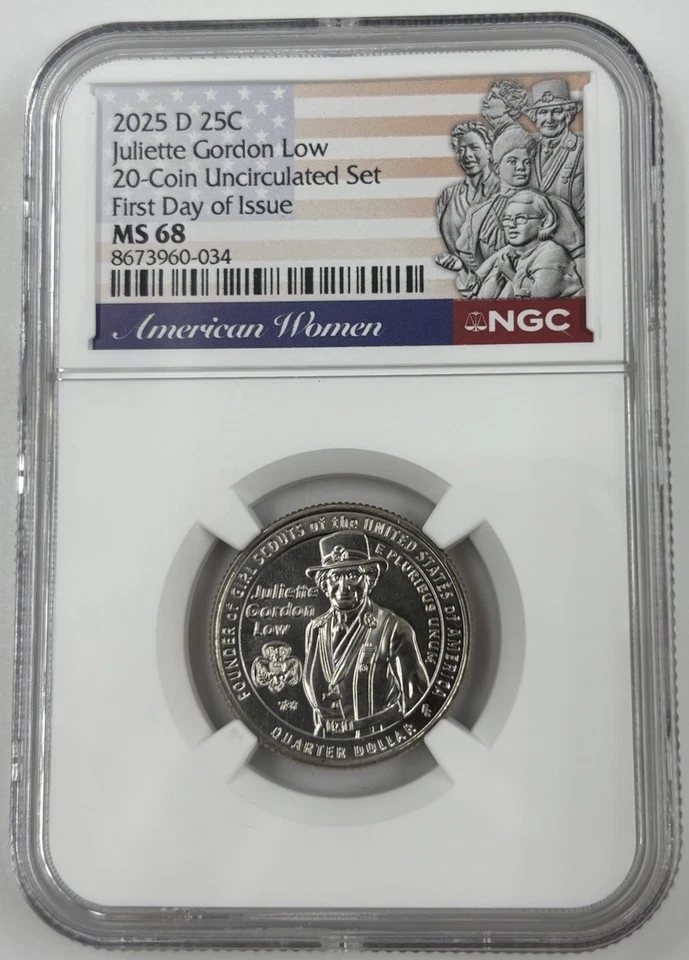 2025 D 25C
Juliette Gordon Low
20-Coin Uncirculated Set
First Day of Issue
MS 68
8673960-034
American Women
NGC
FOUNDER of GIRL SCOUTS of the UNITED STATES of AMERICA
E PLURIBUS UNUM
Juliette
Gordon
Low
QUARTER DOLLAR